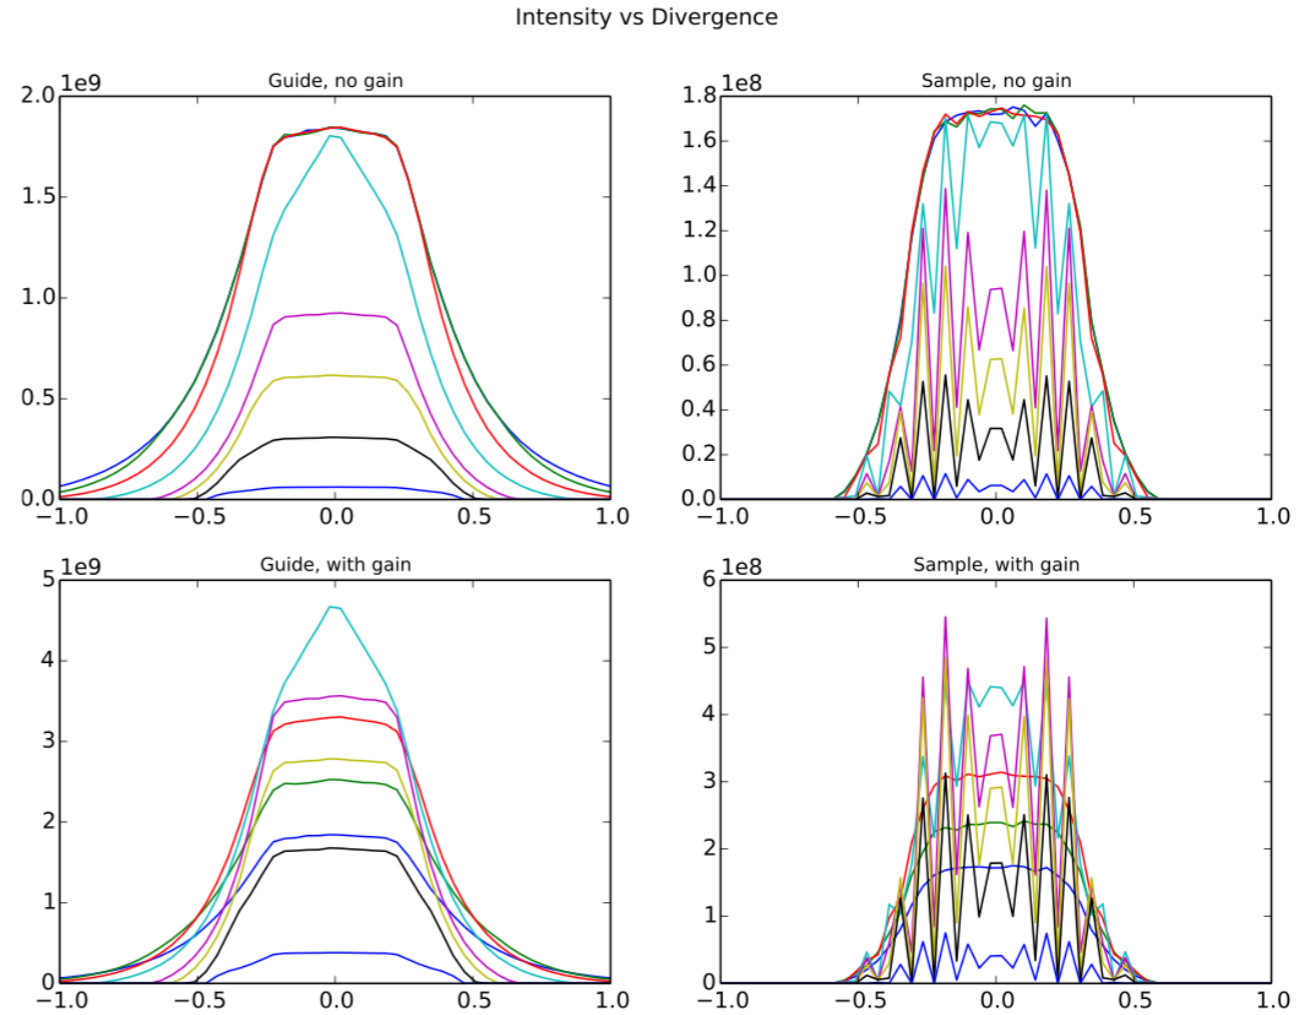 Intensity vs Divergence
Guide, no gain
1e9
2.0
1.5
1.0
0.5
0.0
−1.0 −0.5 0.0 0.5 1.0
Sample, no gain
1e8
1.8
1.6
1.4
1.2
1.0
0.8
0.6
0.4
0.2
0.0
−1.0 −0.5 0.0 0.5 1.0
Guide, with gain
1e9
5
4
3
2
1
0
−1.0 −0.5 0.0 0.5 1.0
Sample, with gain
1e8
6
5
4
3
2
1
0
−1.0 −0.5 0.0 0.5 1.0